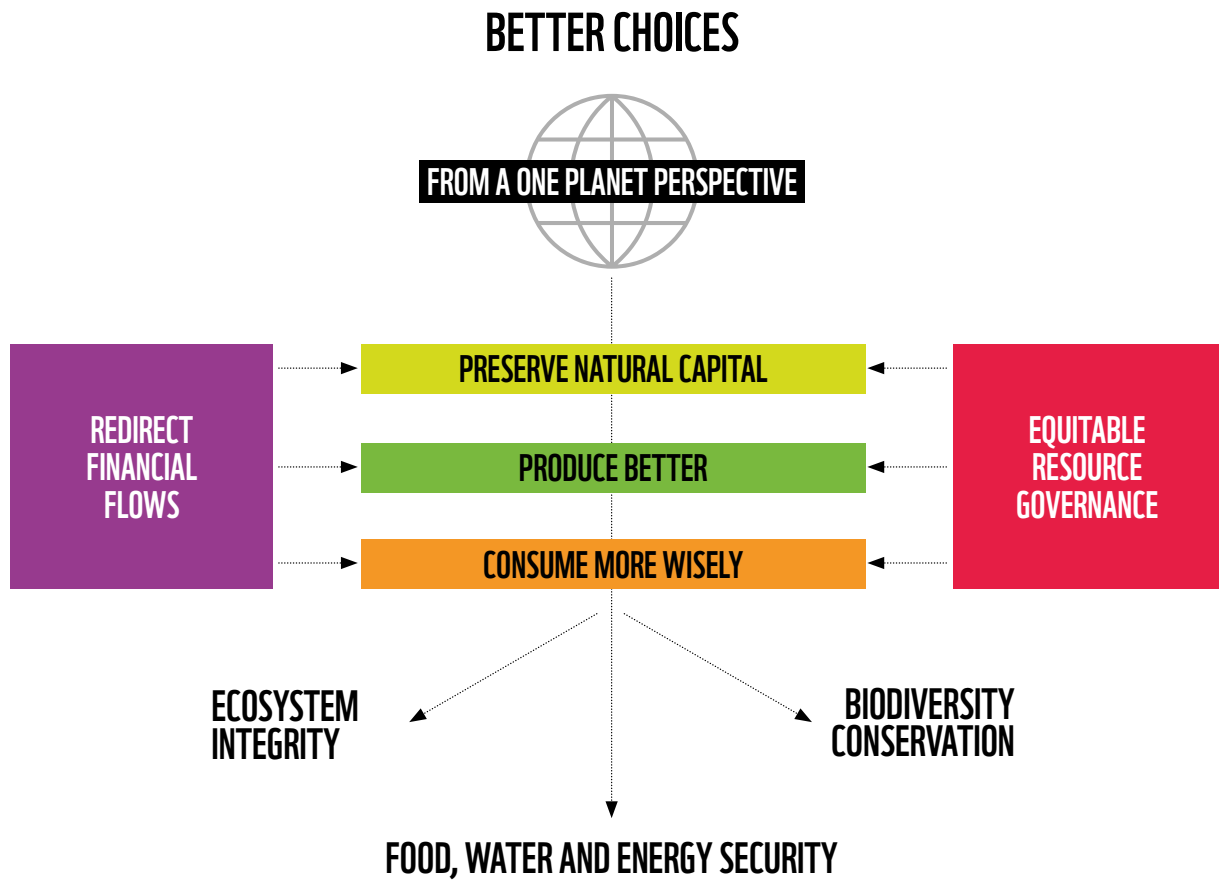 BETTER CHOICES
FROM A ONE PLANET PERSPECTIVE
REDIRECT
FINANCIAL
FLOWS
PRESERVE NATURAL CAPITAL
PRODUCE BETTER
CONSUME MORE WISELY
EQUITABLE
RESOURCE
GOVERNANCE
ECOSYSTEM
INTEGRITY
BIODIVERSITY
CONSERVATION
FOOD, WATER AND ENERGY SECURITY